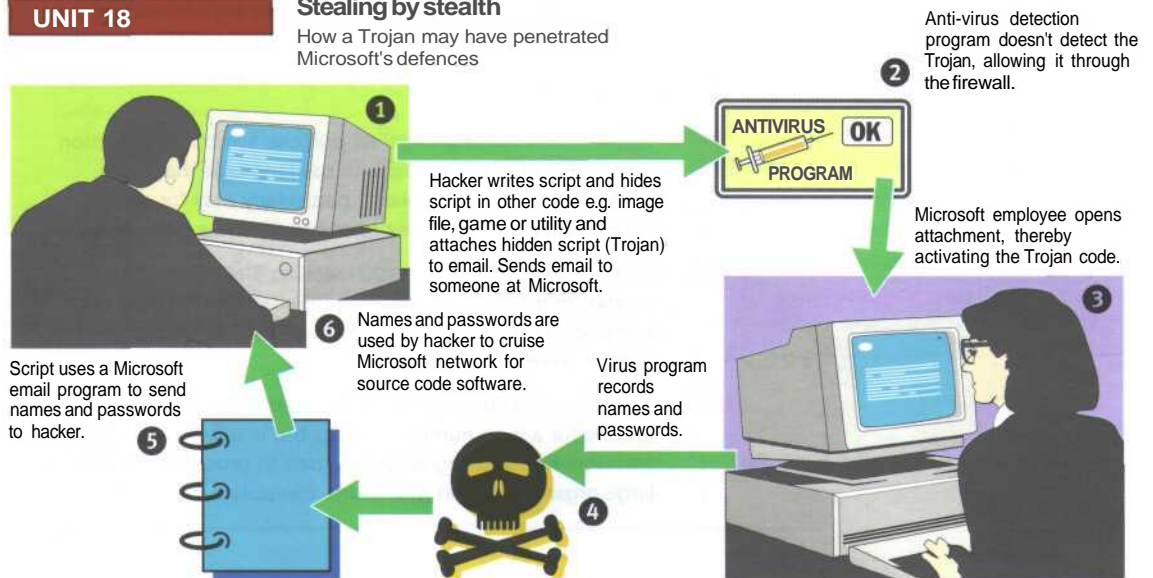 UNIT 18
Stealing by stealth
How a Trojan may have penetrated
Microsoft's defences
1
Hacker writes script and hides
script in other code e.g. image
file, game or utility and
attaches hidden script (Trojan)
to email. Sends email to
someone at Microsoft.
2
Anti-virus detection
program doesn't detect the
Trojan, allowing it through
the firewall.
ANTIVIRUS OK
PROGRAM
Microsoft employee opens
attachment, thereby
activating the Trojan code.
3
Virus program
records
names and
passwords.
4
Script uses a Microsoft
email program to send
names and passwords
to hacker.
5
6
Names and passwords are
used by hacker to cruise
Microsoft network for
source code software.